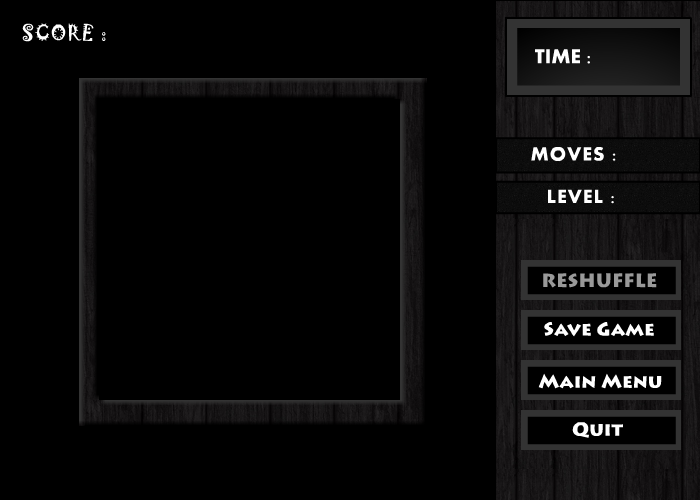 SCORE :
TIME :
MOVES :
LEVEL :
RESHUFFLE
SAVE GAME
MAIN MENU
QUIT